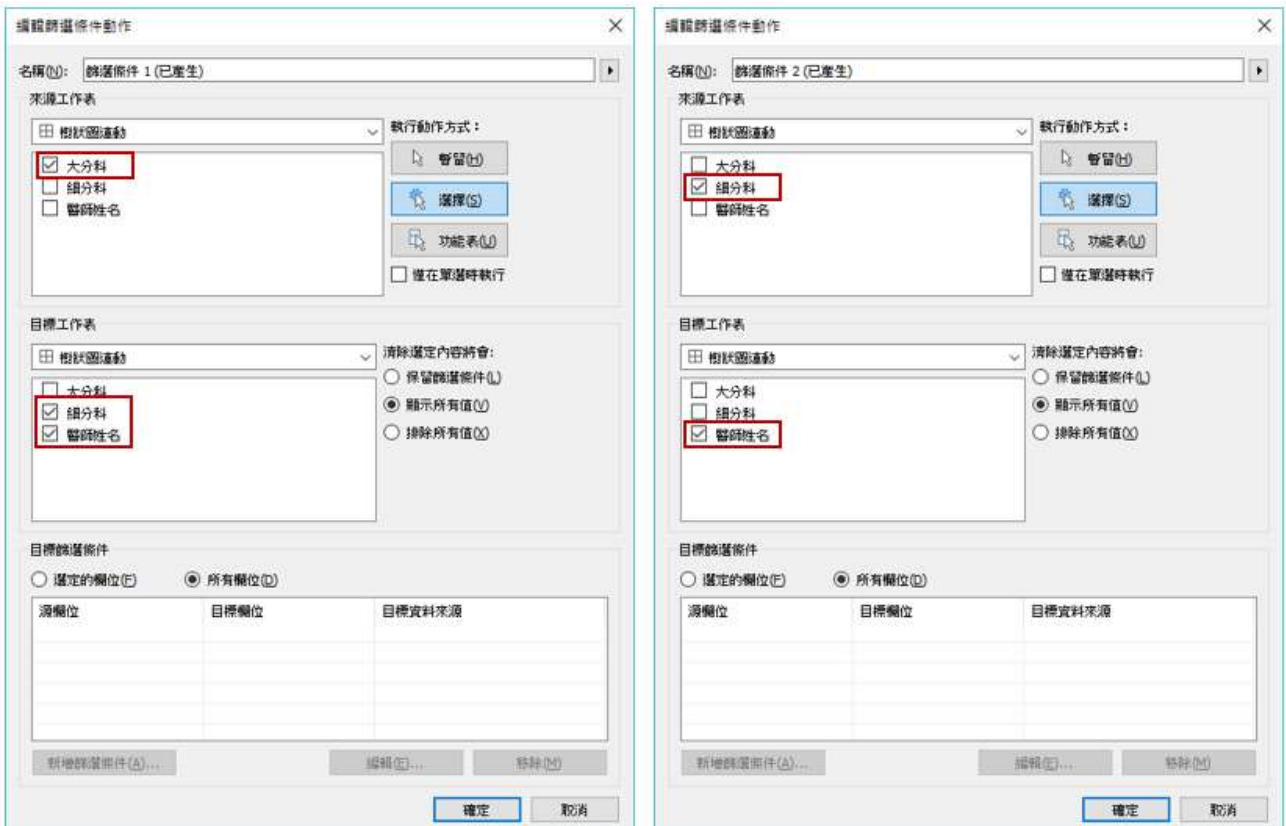 編輯篩選條件動作
名稱(N): 篩選條件 1 (已產生)
來源工作表
樹狀圖連動
大分科
細分科
醫師姓名
執行動作方式：
暫留(H)
選擇(S)
功能表(U)
僅在單選時執行
目標工作表
樹狀圖連動
大分科
細分科
醫師姓名
清除選定內容將會:
保留篩選條件(L)
顯示所有值(V)
排除所有值(X)
目標篩選條件
選定的欄位(F) 所有欄位(D)
源欄位 目標欄位 目標資料來源
新增篩選條件(A)... 編輯(E)... 移除(M)
確定 取消
編輯篩選條件動作
名稱(N): 篩選條件 2 (已產生)
來源工作表
樹狀圖連動
大分科
細分科
醫師姓名
執行動作方式：
暫留(H)
選擇(S)
功能表(U)
僅在單選時執行
目標工作表
樹狀圖連動
大分科
細分科
醫師姓名
清除選定內容將會:
保留篩選條件(L)
顯示所有值(V)
排除所有值(X)
目標篩選條件
選定的欄位(F) 所有欄位(D)
源欄位 目標欄位 目標資料來源
新增篩選條件(A)... 編輯(E)... 移除(M)
確定 取消